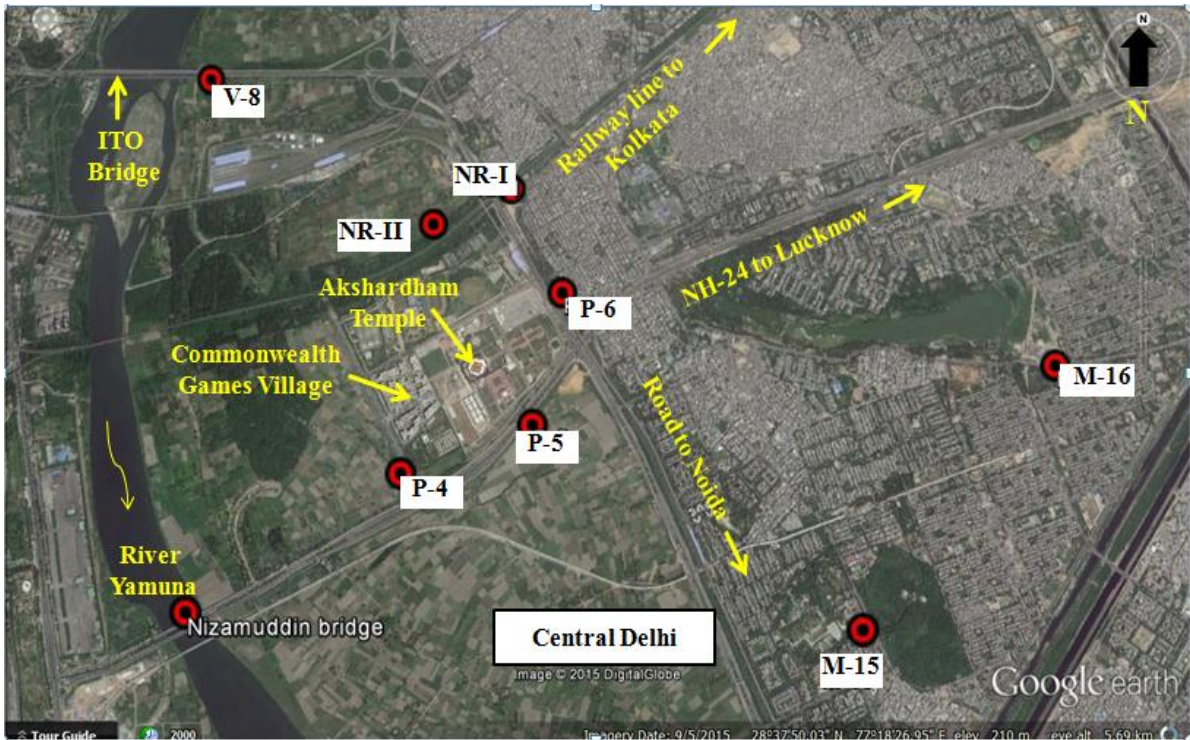 N
V-8
N
ITO
Bridge
Railway line to
Kolkata
NR-I
NR-II
NH-24 to Lucknow
Akshardham
Temple
P-6
Commonwealth
Games Village
M-16
Road to Noida
P-5
P-4
River
Yamuna
Nizamuddin bridge
Central Delhi
M-15
Image © 2015 DigitalGlobe
Google earth
Tour Guide
2000
Imagery Date: 9/5/2015 28°37'50.03" N 77°18'26.95" E elev 210 m eye alt 5.69 km